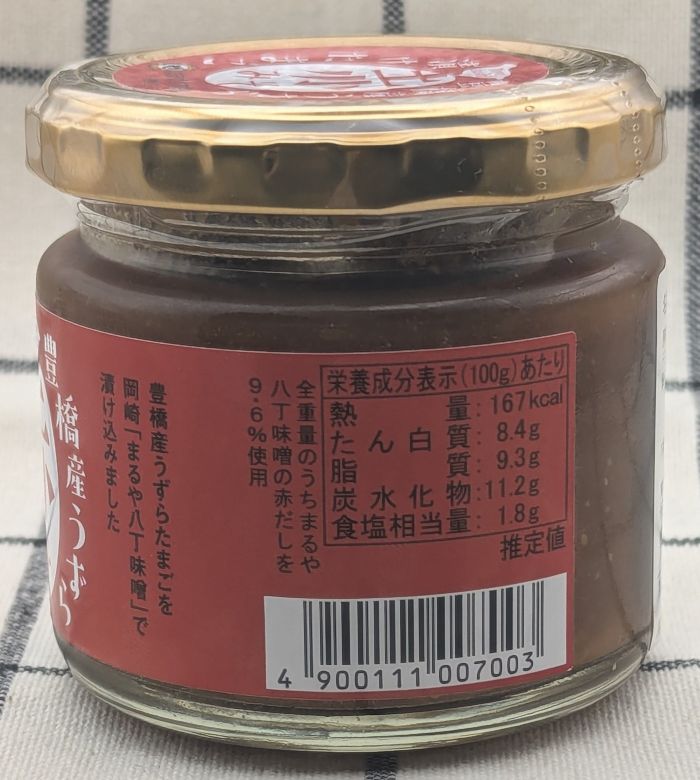 豊橋産うずら
豊橋産うずらたまごを
岡崎「まるや八丁味噌」で
漬け込みました
全重量のうちまるや
八丁味噌の赤だしを
9.6%使用
栄養成分表示(100g)あたり
熱量:167kcal
たん白質:8.4g
脂質:9.3g
炭水化物:11.2g
食塩相当量:1.8g
推定値
4 900111 007003